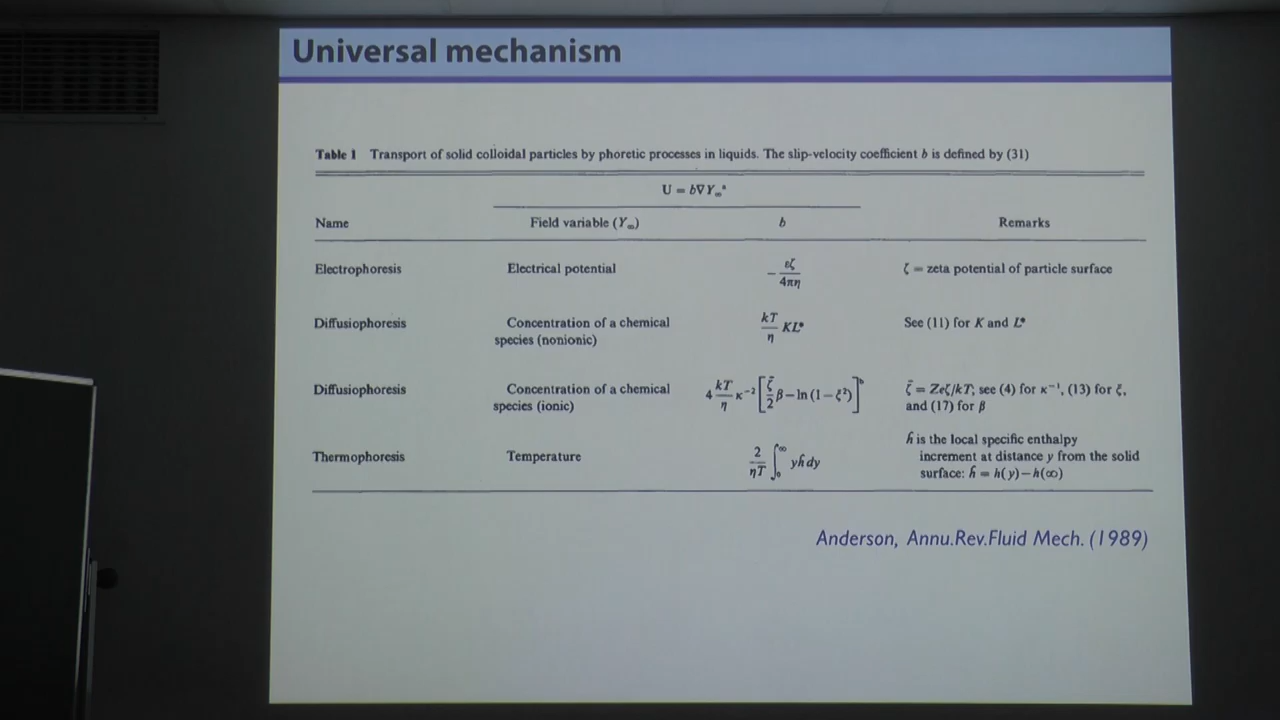 Universal mechanism
Table 1 Transport of solid colloidal particles by phoretic processes in liquids. The slip-velocity coefficient b is defined by (31)
U = b∇Y∞ᵃ
Name Field variable (Y∞) b Remarks
Electrophoresis Electrical potential − εζ / 4πη ζ = zeta potential of particle surface
Diffusiophoresis Concentration of a chemical species (nonionic) kT / η KL* See (11) for K and L*
Diffusiophoresis Concentration of a chemical species (ionic) 4 kT / η κ⁻² [ ζ̄ / 2 β − ln (1 − ξ²) ]ᵇ ζ̄ = Zeζ/kT; see (4) for κ⁻¹, (13) for ξ, and (17) for β
Thermophoresis Temperature 2 / ηT ∫₀^∞ yĥ dy ĥ is the local specific enthalpy increment at distance y from the solid surface: ĥ = h(y) − h(∞)
Anderson, Annu.Rev.Fluid Mech. (1989)